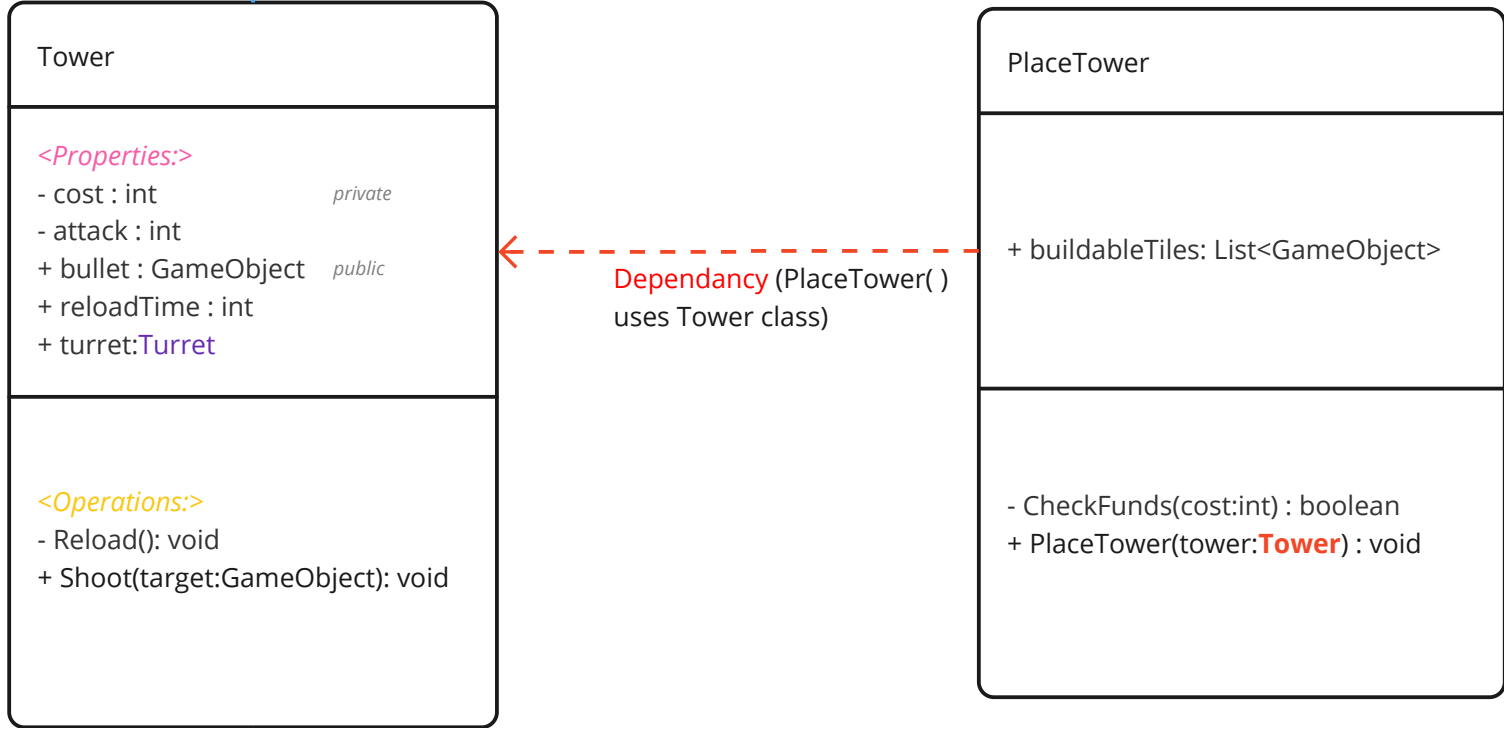 Tower
<Properties:>
- cost : int private
- attack : int
+ bullet : GameObject public
+ reloadTime : int
+ turret:Turret
<Operations:>
- Reload(): void
+ Shoot(target:GameObject): void
Dependancy (PlaceTower( )
uses Tower class)
PlaceTower
+ buildableTiles: List<GameObject>
- CheckFunds(cost:int) : boolean
+ PlaceTower(tower:Tower) : void